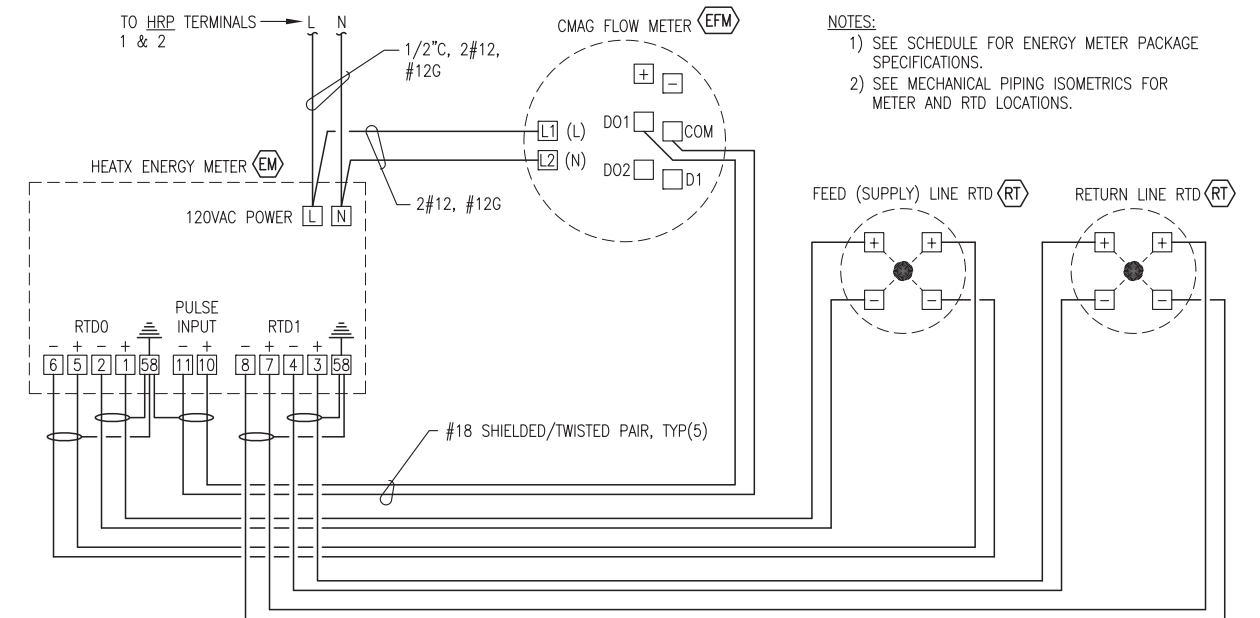 TO HRP TERMINALS
1 & 2
L N
1/2"C, 2#12,
#12G
CMAG FLOW METER EFM
NOTES:
1) SEE SCHEDULE FOR ENERGY METER PACKAGE
SPECIFICATIONS.
2) SEE MECHANICAL PIPING ISOMETRICS FOR
METER AND RTD LOCATIONS.
+ −
L1 (L)
L2 (N)
DO1 COM
DO2 D1
HEATX ENERGY METER EM
2#12, #12G
120VAC POWER L N
FEED (SUPPLY) LINE RTD RT
+ +
− −
RETURN LINE RTD RT
+ +
− −
PULSE
INPUT
RTD0 RTD1
− + − + − + − + − +
6 5 2 1 58 11 10 8 7 4 3 58
#18 SHIELDED/TWISTED PAIR, TYP(5)